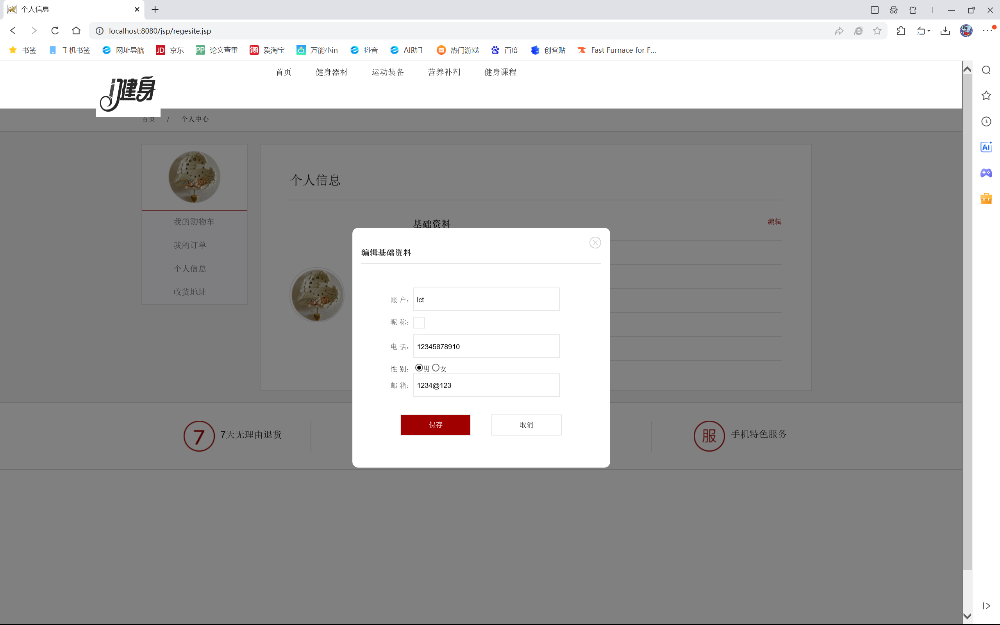 个人信息
localhost:8080/jsp/regesite.jsp
书签 手机书签 网址导航 JD 京东 PP 论文查重 淘 爱淘宝 万能小in 抖音 AI助手 热门游戏 百度 创客贴 Fast Furnace for F...
首页 健身器材 运动装备 营养补剂 健身课程
健身
首页 / 个人中心
个人信息
我的购物车
我的订单
个人信息
收货地址
基础资料 编辑
编辑基础资料
账 户： lct
昵 称：
电 话： 12345678910
性 别： 男 女
邮 箱： 1234@123
保存 取消
7 7天无理由退货
服 手机特色服务